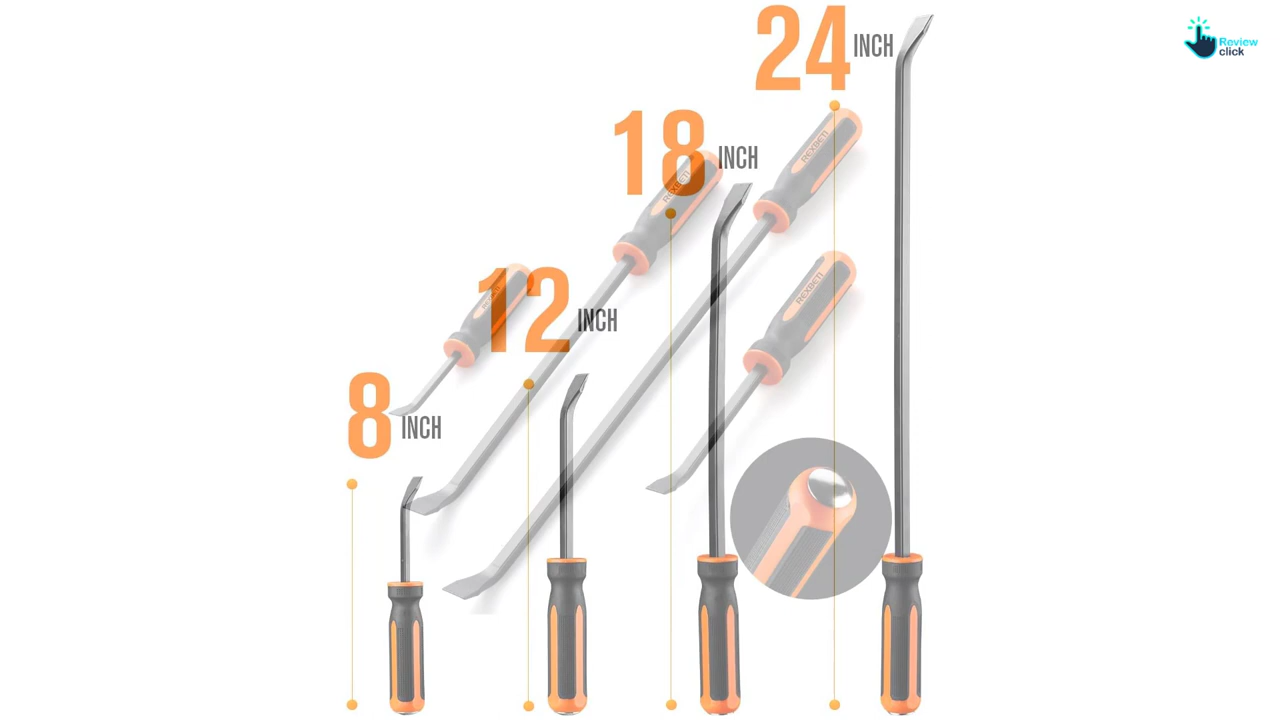 24 INCH
Review
click
18 INCH
REXBETI
REXBETI
12 INCH
REXBETI
8 INCH